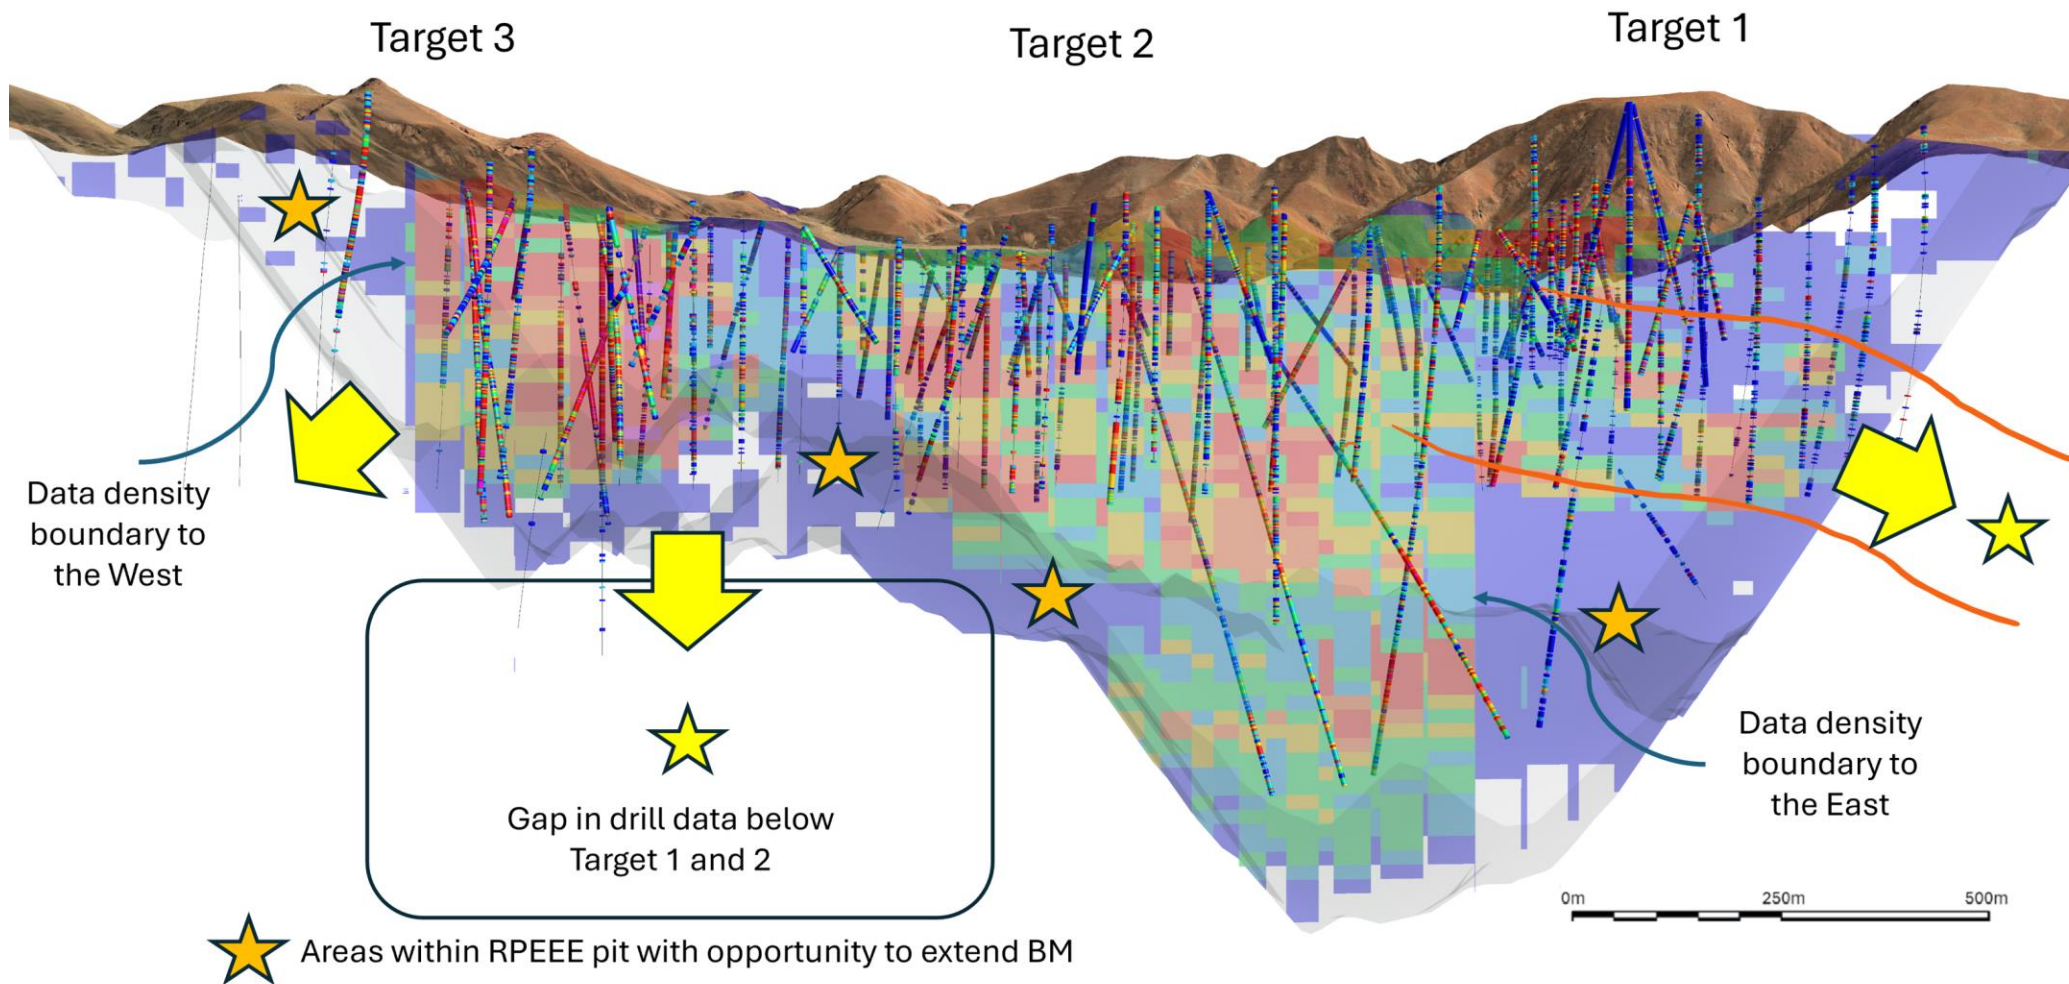 Target 3
Target 2
Target 1
Data density
boundary to
the West
Gap in drill data below
Target 1 and 2
Data density
boundary to
the East
0m 250m 500m
Areas within RPEEE pit with opportunity to extend BM